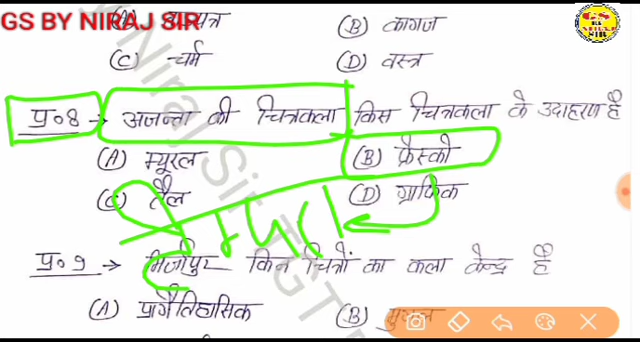 GS BY NIRAJ SIR
(B) कागज
(C) चर्म (D) वस्त्र
प्र०8 → अजन्ता की चित्रकला किस चित्रकला के उदाहरण है
(A) म्यूरल (B) फ्रैस्को
(C) तैल (D) ग्राफिक
प्र०9 → मिर्जापुर किन चित्रों का कला केन्द्र है
(A) प्रागैतिहासिक (B)